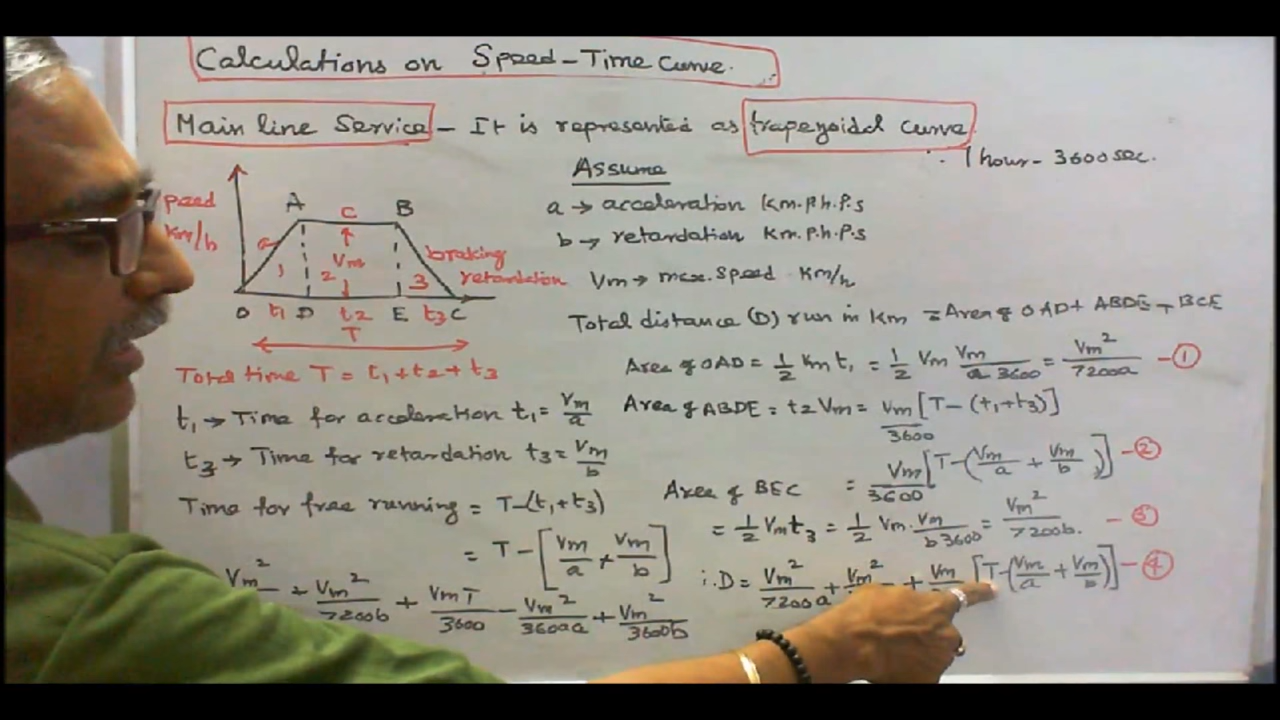 Calculations on Speed-Time Curve.
Main line Service - It is represented as trapezoidal curve.
∴ 1 hour - 3600 sec.
Assume
a → acceleration Km.P.h.P.s
b → retardation Km.P.h.P.s
Vm → max. speed Km/h
Total distance (D) run in Km = Area of OAD + ABDE + BCE
Area of OAD = 1/2 Vm t1 = 1/2 Vm Vm/a 3600 = Vm²/7200a - ①
Area of ABDE = t2 Vm = Vm/3600 [T-(t1+t3)]
= Vm/3600 [T-(Vm/a + Vm/b)] - ②
Area of BEC
= 1/2 Vm t3 = 1/2 Vm. Vm/b 3600 = Vm²/7200b. - ③
∴ D = Vm²/7200a + Vm² + Vm [T-(Vm/a + Vm/b)] - ④
peed
Km/h
A C B
a
1
Vm
2
3
braking
retardation
O t1 D t2 E t3 C
T
Total time T = t1+t2+t3
t1 → Time for acceleration t1 = Vm/a
t3 → Time for retardation t3 = Vm/b
Time for free running = T-(t1+t3)
= T-[Vm/a + Vm/b]
Vm² + Vm²/7200b + VmT/3600 - Vm²/3600a + Vm²/3600b